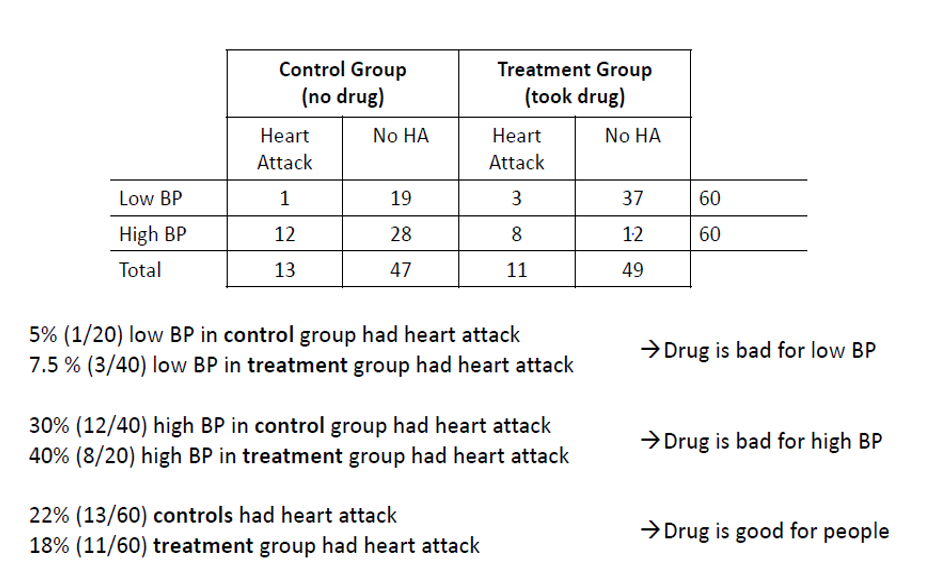 Control Group Treatment Group
(no drug) (took drug)
Heart Attack No HA Heart Attack No HA
Low BP 1 19 3 37 60
High BP 12 28 8 12 60
Total 13 47 11 49
5% (1/20) low BP in control group had heart attack
7.5 % (3/40) low BP in treatment group had heart attack
→Drug is bad for low BP
30% (12/40) high BP in control group had heart attack
40% (8/20) high BP in treatment group had heart attack
→Drug is bad for high BP
22% (13/60) controls had heart attack
18% (11/60) treatment group had heart attack
→Drug is good for people